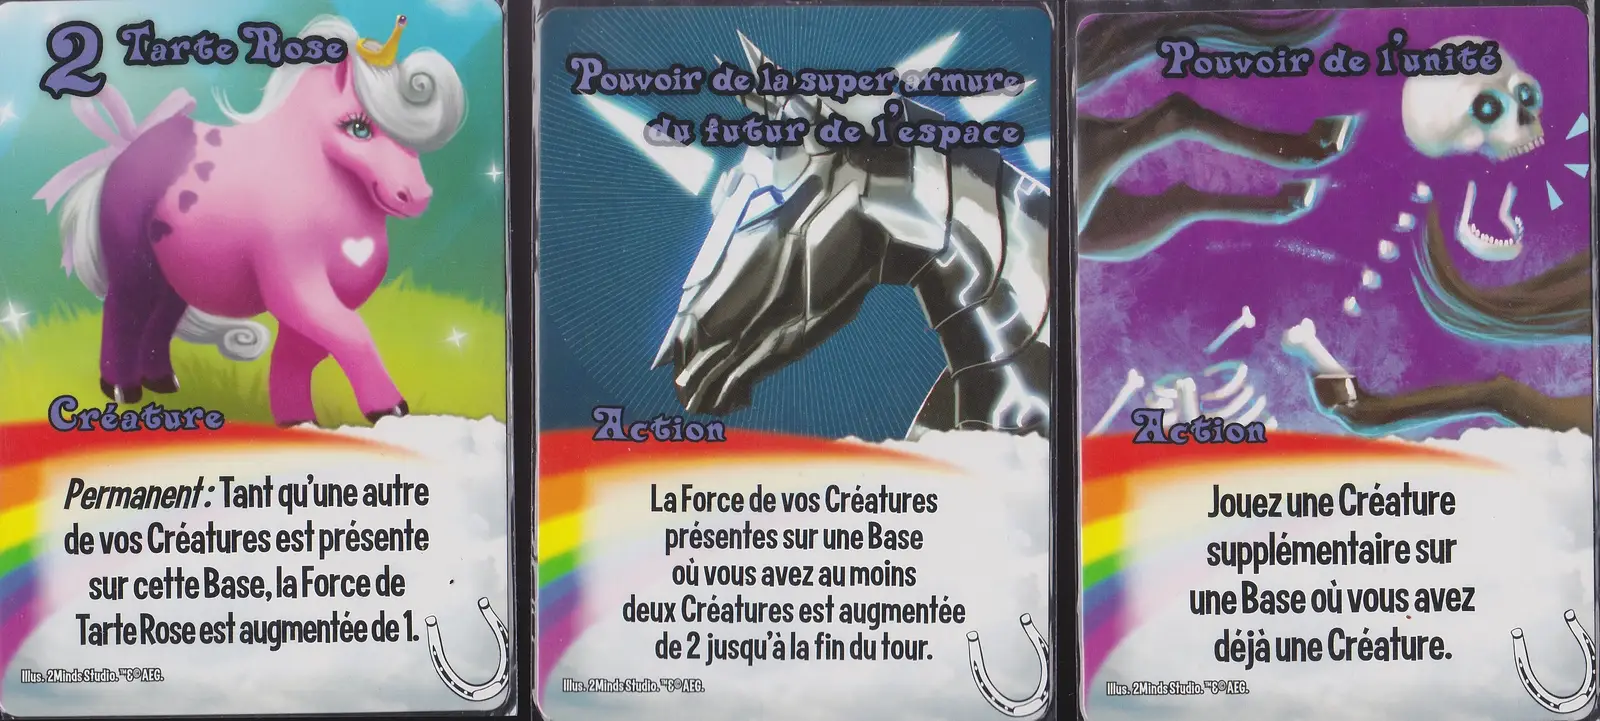 2 Tarte Rose
Créature
Permanent : Tant qu'une autre
de vos Créatures est présente
sur cette Base, la Force de
Tarte Rose est augmentée de 1.
Illus. 2Minds Studio.™&©AEG.
Pouvoir de la super armure
du futur de l'espace
Action
La Force de vos Créatures
présentes sur une Base
où vous avez au moins
deux Créatures est augmentée
de 2 jusqu'à la fin du tour.
Illus. 2Minds Studio.™&©AEG.
Pouvoir de l'unité
Action
Jouez une Créature
supplémentaire sur
une Base où vous avez
déjà une Créature.
Illus. 2Minds Studio.™&©AEG.